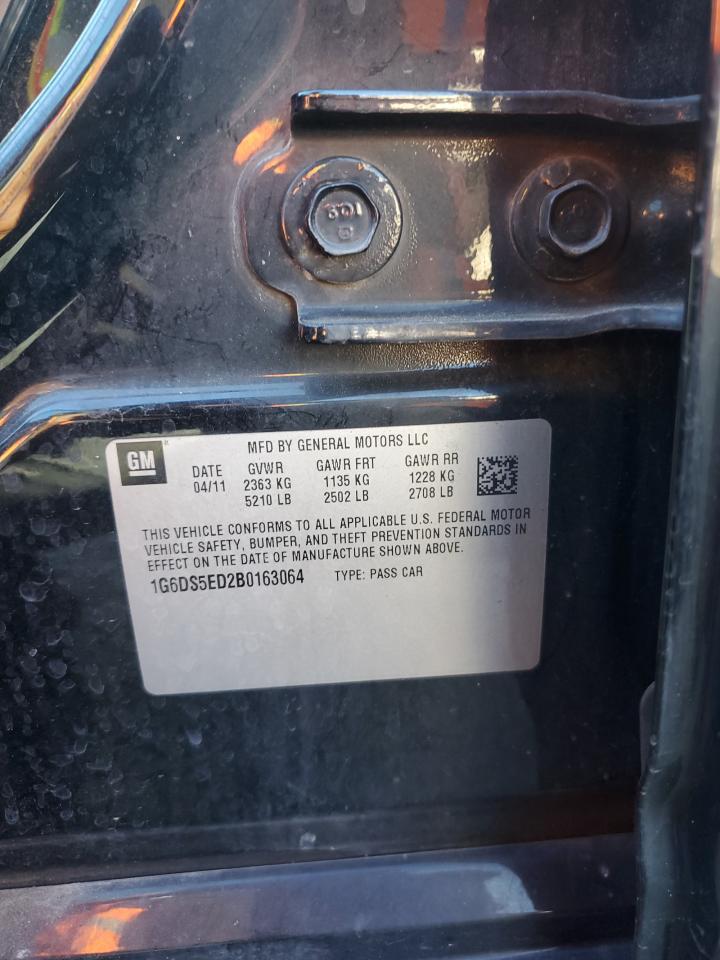 601
GM
MFD BY GENERAL MOTORS LLC
DATE GVWR GAWR FRT GAWR RR
04/11 2363 KG 1135 KG 1228 KG
5210 LB 2502 LB 2708 LB
THIS VEHICLE CONFORMS TO ALL APPLICABLE U.S. FEDERAL MOTOR
VEHICLE SAFETY, BUMPER, AND THEFT PREVENTION STANDARDS IN
EFFECT ON THE DATE OF MANUFACTURE SHOWN ABOVE.
1G6DS5ED2B0163064 TYPE: PASS CAR